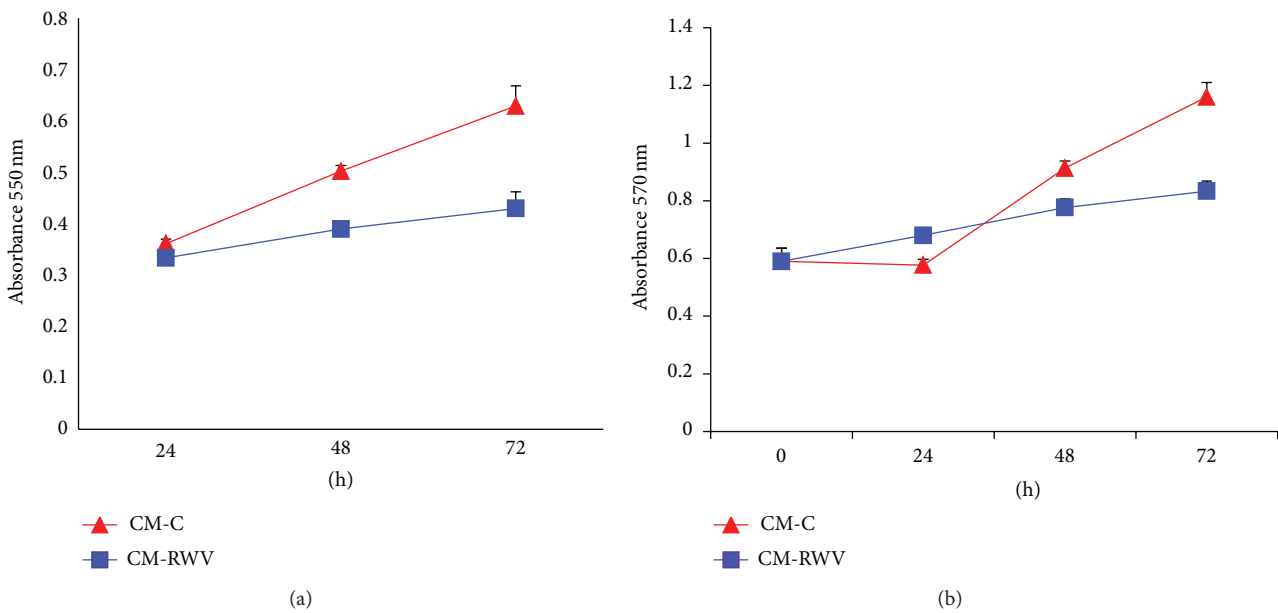 0.8
0.7
0.6
0.5
0.4
0.3
0.2
0.1
0
Absorbance 550 nm
24 48 72
(h)
CM-C
CM-RWV
(a)
1.4
1.2
1
0.8
0.6
0.4
0.2
0
Absorbance 570 nm
0 24 48 72
(h)
CM-C
CM-RWV
(b)